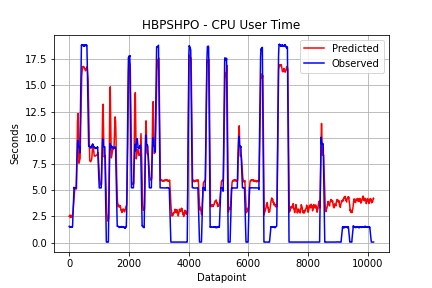 HBPSHPO - CPU User Time
Predicted
Observed
17.5
15.0
12.5
10.0
7.5
5.0
2.5
0.0
Seconds
0 2000 4000 6000 8000 10000
Datapoint